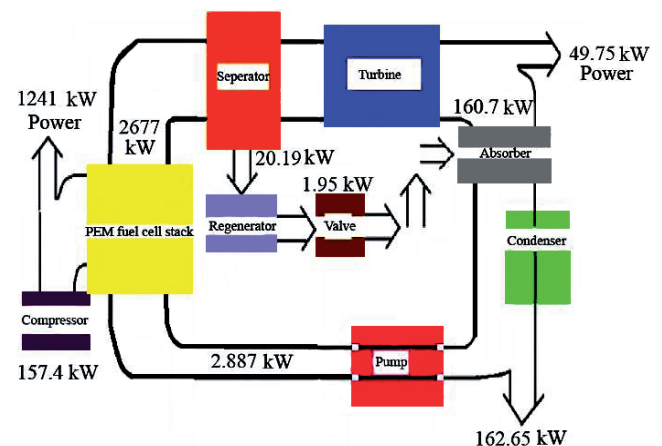 Seperator
Turbine
49.75 kW
Power
1241 kW
Power
2677
kW
160.7 kW
Absorber
20.19 kW
1.95 kW
PEM fuel cell stack
Regenerator
Valve
Condenser
Compressor
157.4 kW
2.887 kW
Pump
162.65 kW